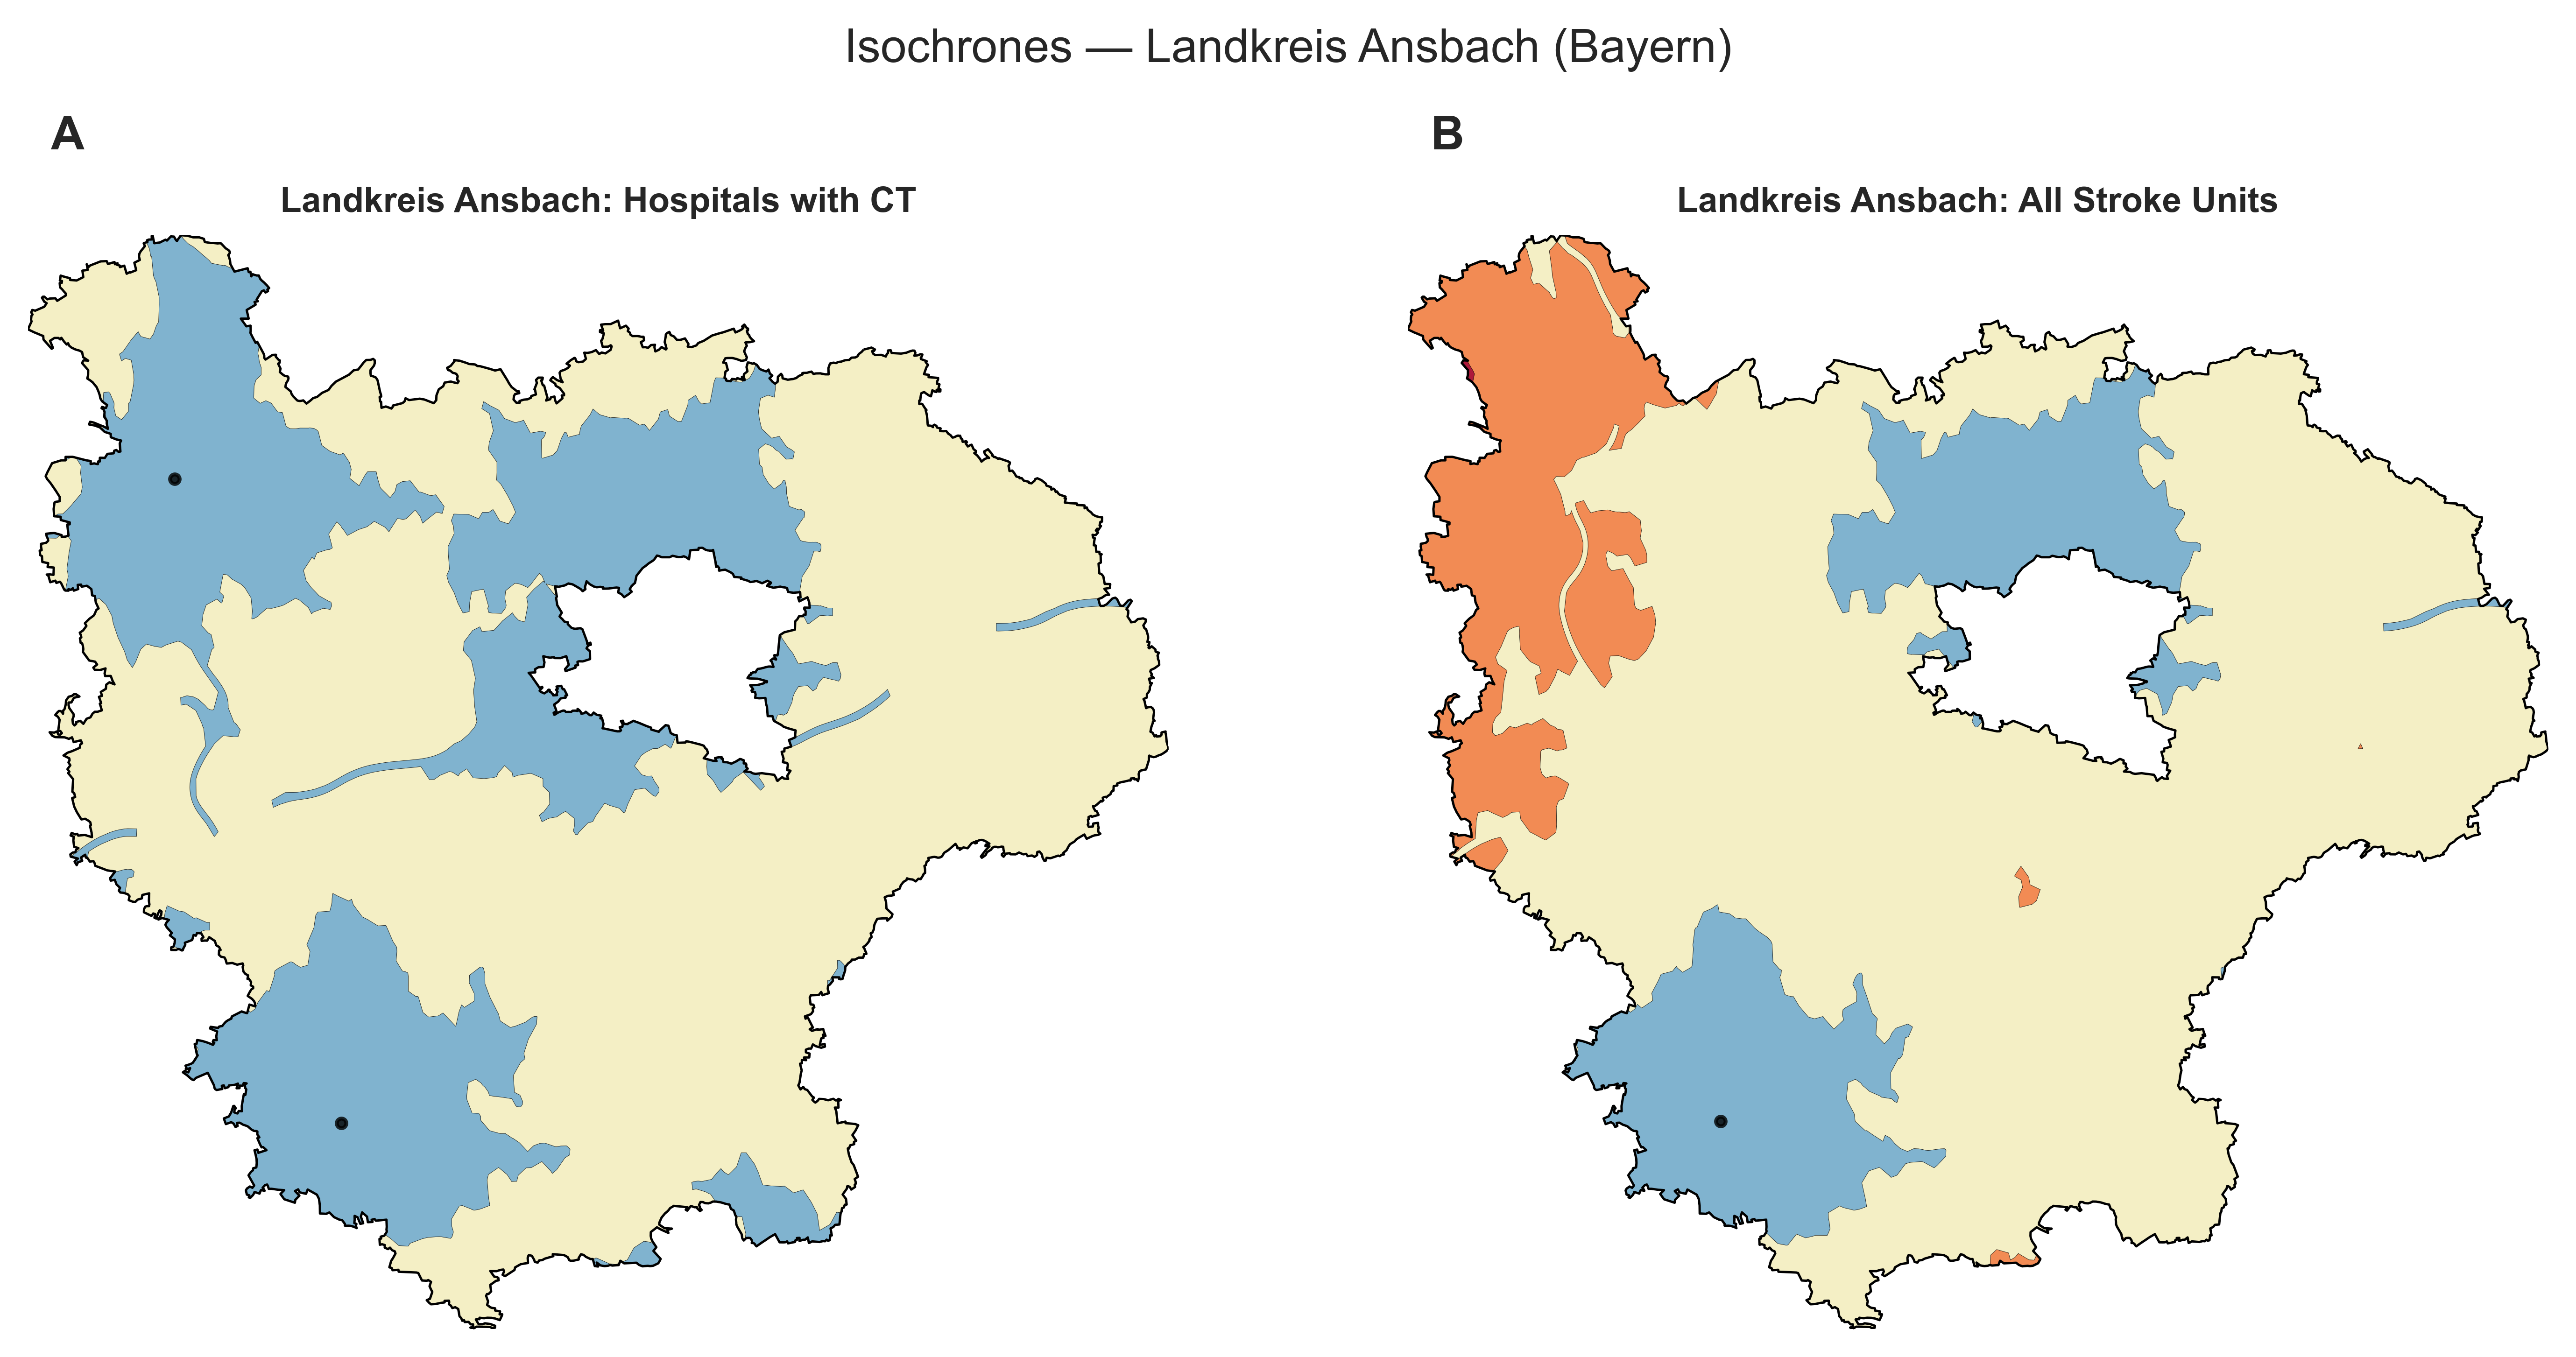 Isochrones — Landkreis Ansbach (Bayern)
A
B
Landkreis Ansbach: Hospitals with CT
Landkreis Ansbach: All Stroke Units